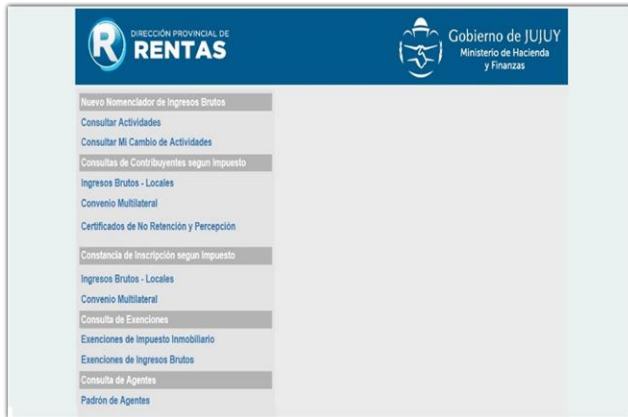 R
DIRECCIÓN PROVINCIAL DE
RENTAS
Gobierno de JUJUY
Ministerio de Hacienda
y Finanzas
Nuevo Nomenclador de Ingresos Brutos
Consultar Actividades
Consultar Mi Cambio de Actividades
Consultas de Contribuyentes segun Impuesto
Ingresos Brutos - Locales
Convenio Multilateral
Certificados de No Retención y Percepción
Constancia de Inscripción segun Impuesto
Ingresos Brutos - Locales
Convenio Multilateral
Consulta de Exenciones
Exenciones de Impuesto Inmobiliario
Exenciones de Ingresos Brutos
Consulta de Agentes
Padrón de Agentes